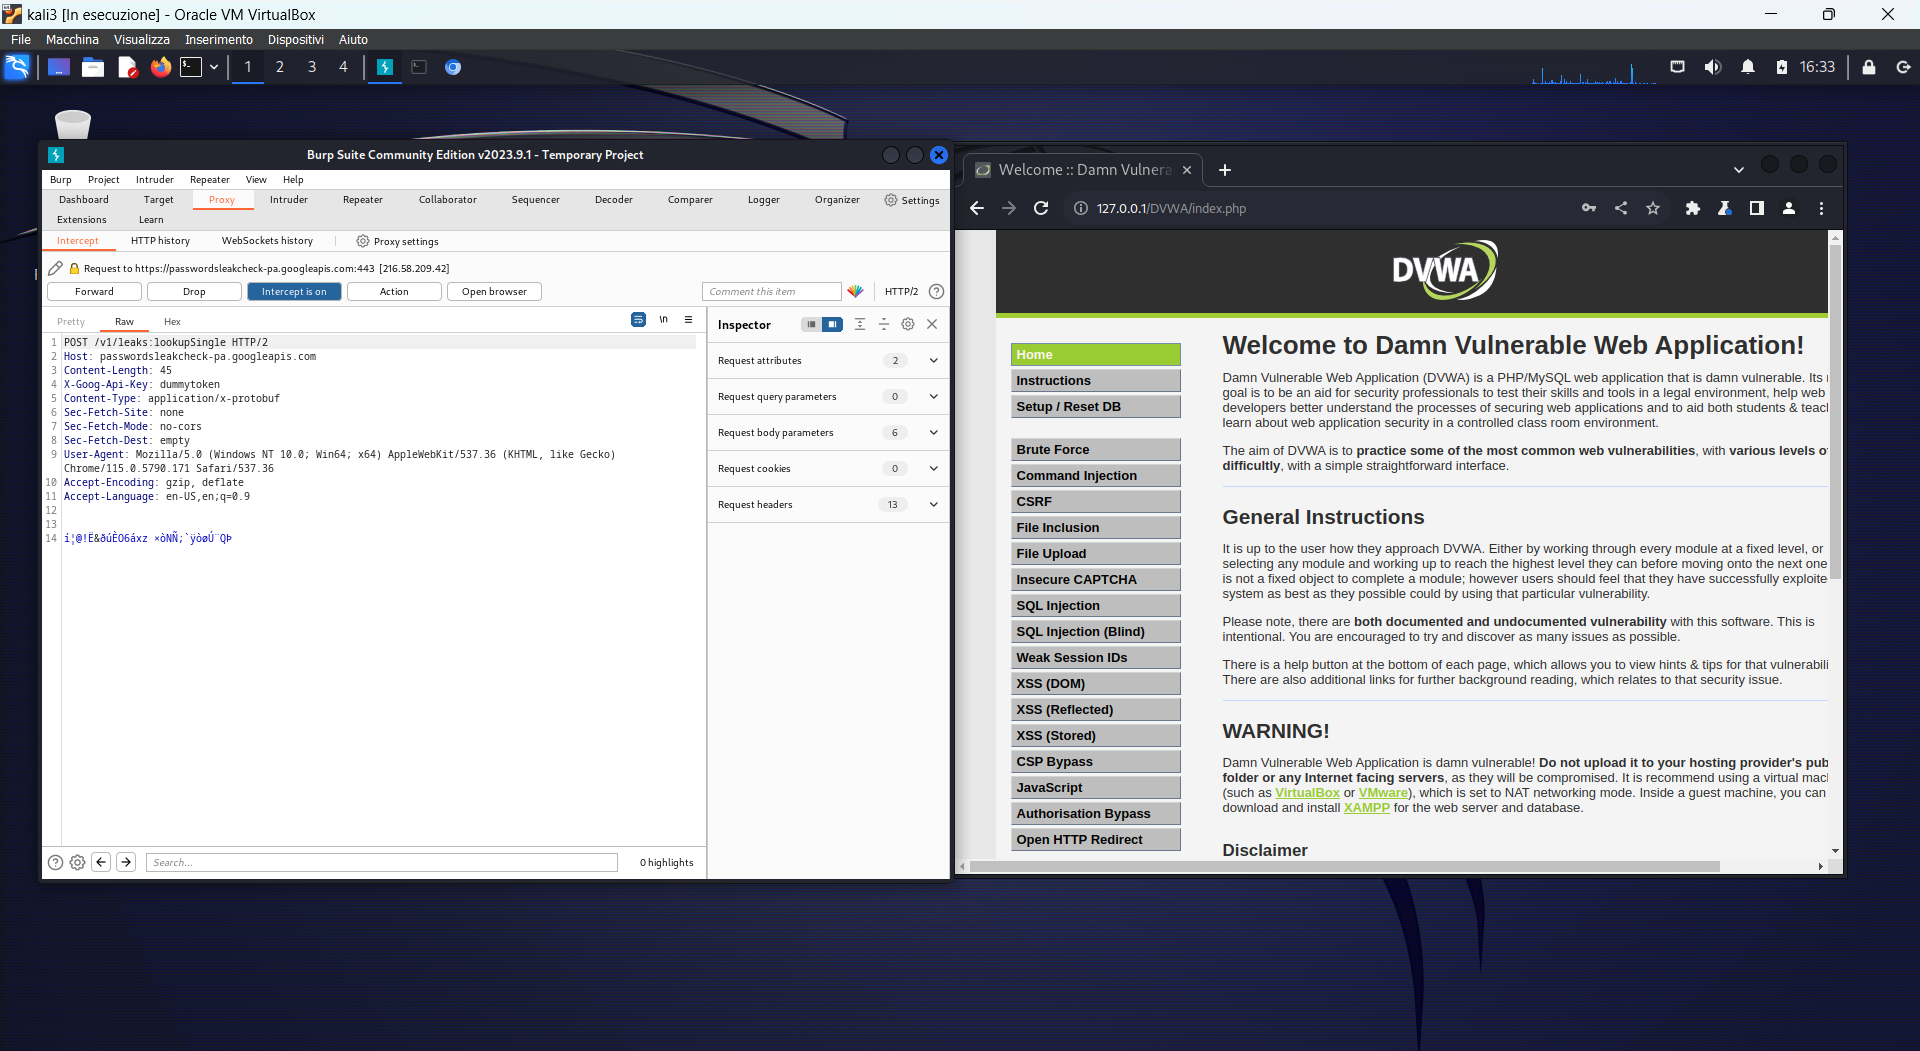 kali3 [In esecuzione] - Oracle VM VirtualBox
File Macchina Visualizza Inserimento Dispositivi Aiuto
1 2 3 4
16:33
Burp Suite Community Edition v2023.9.1 - Temporary Project
Burp Project Intruder Repeater View Help
Dashboard Target Proxy Intruder Repeater Collaborator Sequencer Decoder Comparer Logger Organizer Settings
Extensions Learn
Intercept HTTP history WebSockets history Proxy settings
Request to https://passwordsleakcheck-pa.googleapis.com:443 [216.58.209.42]
Forward Drop Intercept is on Action Open browser Comment this item HTTP/2
Pretty Raw Hex \n
1 POST /v1/leaks:lookupSingle HTTP/2
2 Host: passwordsleakcheck-pa.googleapis.com
3 Content-Length: 45
4 X-Goog-Api-Key: dummytoken
5 Content-Type: application/x-protobuf
6 Sec-Fetch-Site: none
7 Sec-Fetch-Mode: no-cors
8 Sec-Fetch-Dest: empty
9 User-Agent: Mozilla/5.0 (Windows NT 10.0; Win64; x64) AppleWebKit/537.36 (KHTML, like Gecko)
Chrome/115.0.5790.171 Safari/537.36
10 Accept-Encoding: gzip, deflate
11 Accept-Language: en-US,en;q=0.9
12
13
14 í¦@!Ë&ðúÈO6áxz ×òNÑ;`ÿòøÚ¨QÞ
Inspector
Request attributes 2
Request query parameters 0
Request body parameters 6
Request cookies 0
Request headers 13
Search...
0 highlights
Welcome :: Damn Vulnera
127.0.0.1/DVWA/index.php
DVWA
Home
Instructions
Setup / Reset DB
Brute Force
Command Injection
CSRF
File Inclusion
File Upload
Insecure CAPTCHA
SQL Injection
SQL Injection (Blind)
Weak Session IDs
XSS (DOM)
XSS (Reflected)
XSS (Stored)
CSP Bypass
JavaScript
Authorisation Bypass
Open HTTP Redirect
Welcome to Damn Vulnerable Web Application!
Damn Vulnerable Web Application (DVWA) is a PHP/MySQL web application that is damn vulnerable. Its
goal is to be an aid for security professionals to test their skills and tools in a legal environment, help web
developers better understand the processes of securing web applications and to aid both students & teac
learn about web application security in a controlled class room environment.
The aim of DVWA is to practice some of the most common web vulnerabilities, with various levels o
difficultly, with a simple straightforward interface.
General Instructions
It is up to the user how they approach DVWA. Either by working through every module at a fixed level, or
selecting any module and working up to reach the highest level they can before moving onto the next one
is not a fixed object to complete a module; however users should feel that they have successfully exploite
system as best as they possible could by using that particular vulnerability.
Please note, there are both documented and undocumented vulnerability with this software. This is
intentional. You are encouraged to try and discover as many issues as possible.
There is a help button at the bottom of each page, which allows you to view hints & tips for that vulnerabili
There are also additional links for further background reading, which relates to that security issue.
WARNING!
Damn Vulnerable Web Application is damn vulnerable! Do not upload it to your hosting provider's pub
folder or any Internet facing servers, as they will be compromised. It is recommend using a virtual mac
(such as VirtualBox or VMware), which is set to NAT networking mode. Inside a guest machine, you can
download and install XAMPP for the web server and database.
Disclaimer